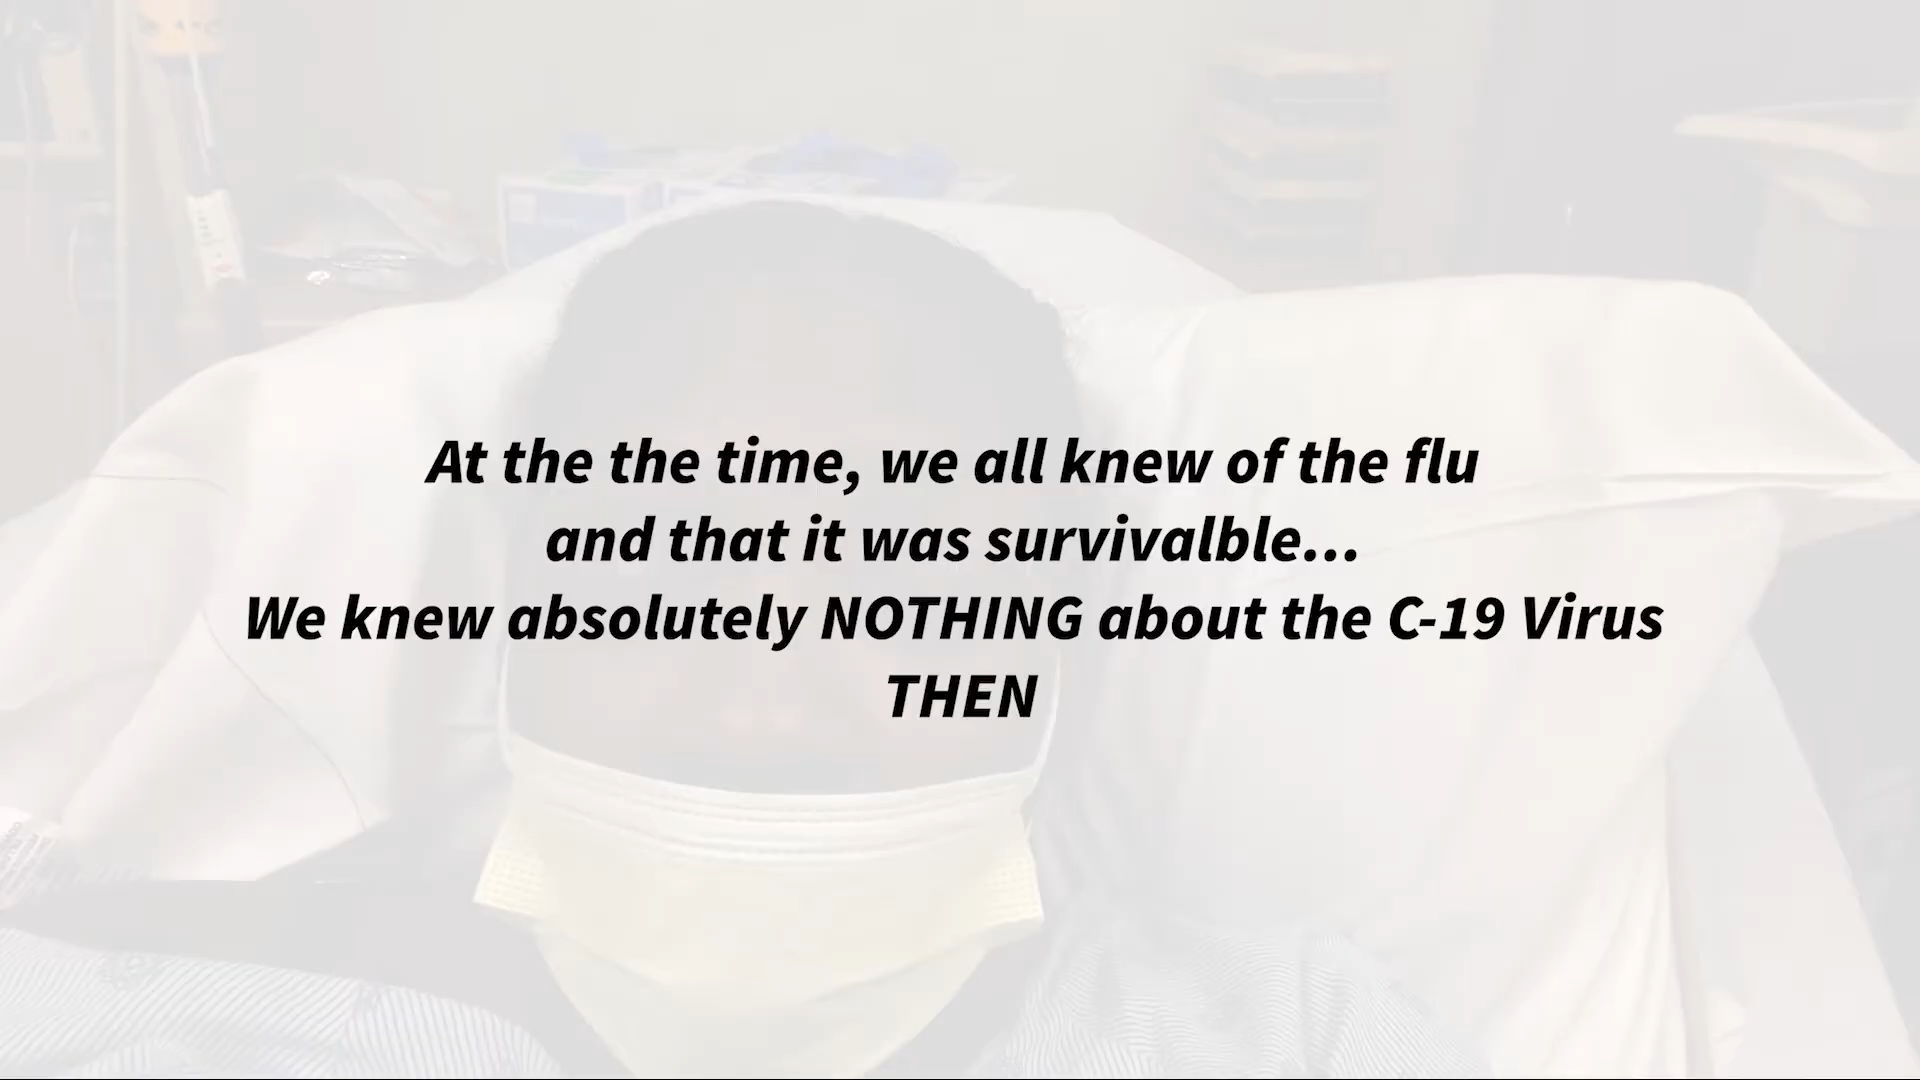 At the the time, we all knew of the flu
and that it was survivalble...
We knew absolutely NOTHING about the C-19 Virus
THEN